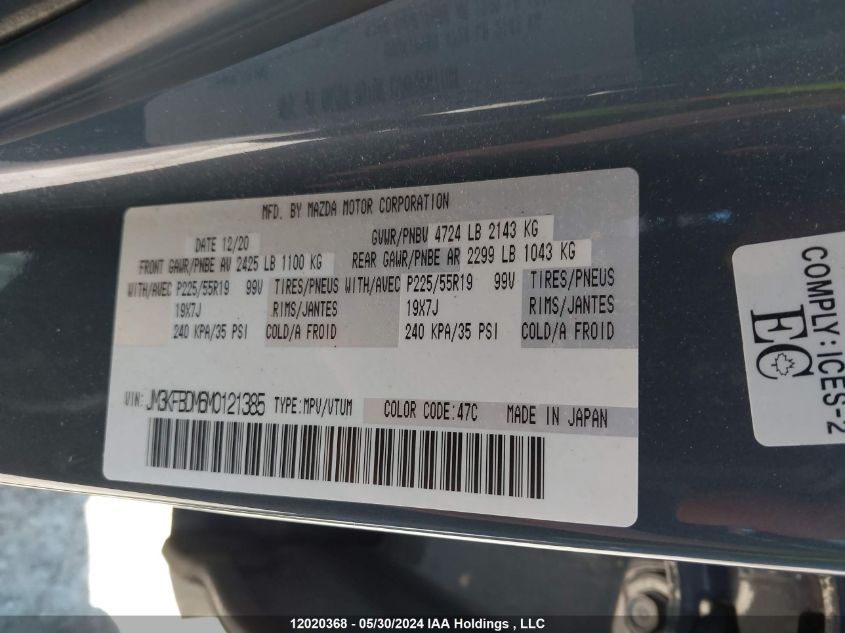 MFD. BY MAZDA MOTOR CORPORATION
DATE 12/20 GVWR/PNBV 4724 LB 2143 KG
FRONT GAWR/PNBE AV 2425 LB 1100 KG REAR GAWR/PNBE AR 2299 LB 1043 KG
WITH/AVEC P225/55R19 99V TIRES/PNEUS WITH/AVEC P225/55R19 99V TIRES/PNEUS
19X7J RIMS/JANTES 19X7J RIMS/JANTES
240 KPA/35 PSI COLD/A FROID 240 KPA/35 PSI COLD/A FROID
VIN: JM3KFBDM6M0121385 TYPE:MPV/VTUM COLOR CODE:47C MADE IN JAPAN
COMPLY:ICES-2
EC
12020368 - 05/30/2024 IAA Holdings , LLC